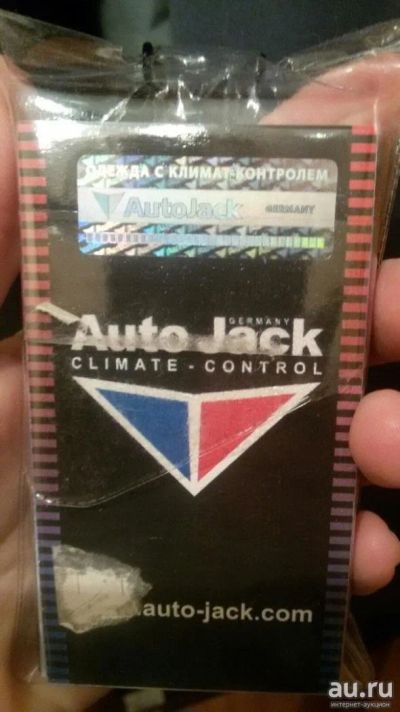 ОДЕЖДА С КЛИМАТ-КОНТРОЛЕМ
AutoJack GERMANY
GERMANY
Auto Jack
CLIMATE - CONTROL
.auto-jack.com
au.ru
интернет-аукцион